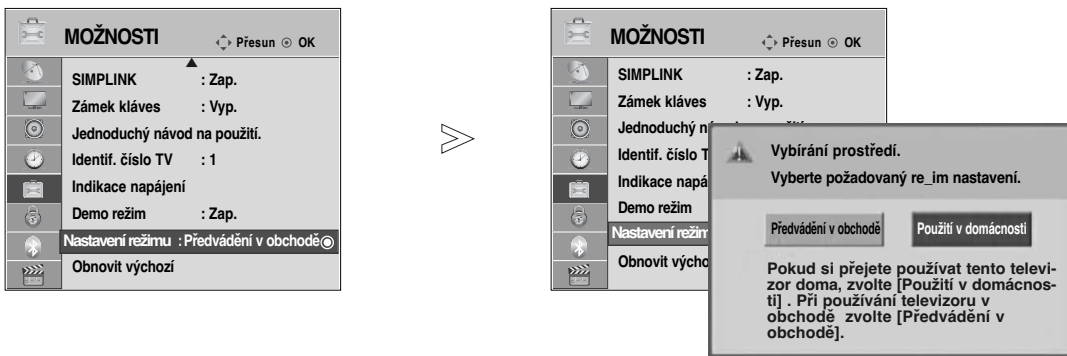 MOŽNOSTI Přesun OK
SIMPLINK : Zap.
Zámek kláves : Vyp.
Jednoduchý návod na použití.
Identif. číslo TV : 1
Indikace napájení
Demo režim : Zap.
Nastavení režimu : Předvádění v obchodě
Obnovit výchozí
MOŽNOSTI Přesun OK
SIMPLINK : Zap.
Zámek kláves : Vyp.
Jednoduchý
Identif. číslo T
Indikace napá
Demo režim
Nastavení režim
Obnovit výcho
Vybírání prostředí.
Vyberte požadovaný re_im nastavení.
Předvádění v obchodě Použití v domácnosti
Pokud si přejete používat tento televi-
zor doma, zvolte [Použití v domácnos-
ti] . Při používání televizoru v
obchodě zvolte [Předvádění v
obchodě].